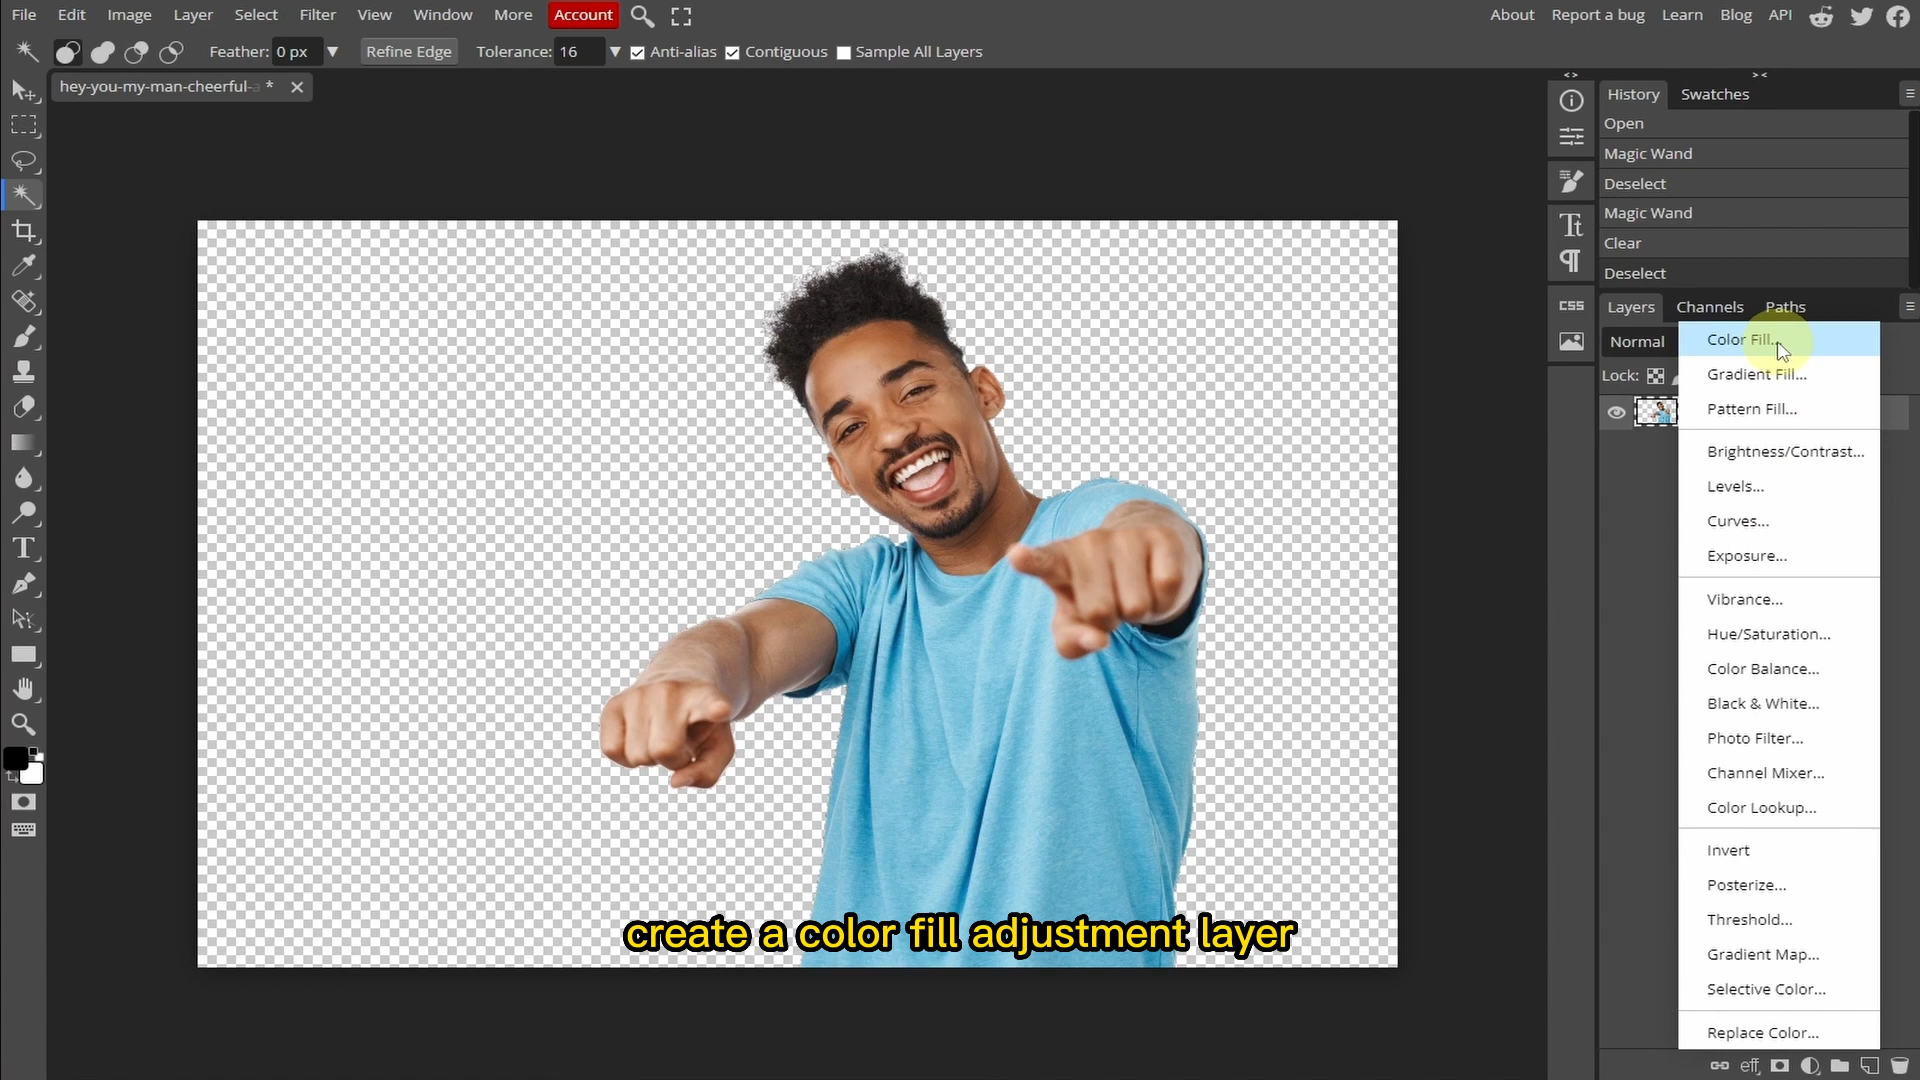 File Edit Image Layer Select Filter View Window More Account About Report a bug Learn Blog API
Feather: 0 px Refine Edge Tolerance: 16 Anti-alias Contiguous Sample All Layers
hey-you-my-man-cheerful- *
History Swatches
Open
Magic Wand
Deselect
Magic Wand
Clear
Deselect
Layers Channels Paths
Normal
Lock:
Color Fill...
Gradient Fill...
Pattern Fill...
Brightness/Contrast...
Levels...
Curves...
Exposure...
Vibrance...
Hue/Saturation...
Color Balance...
Black & White...
Photo Filter...
Channel Mixer...
Color Lookup...
Invert
Posterize...
Threshold...
Gradient Map...
Selective Color...
Replace Color...
CSS
eff
create a color fill adjustment layer